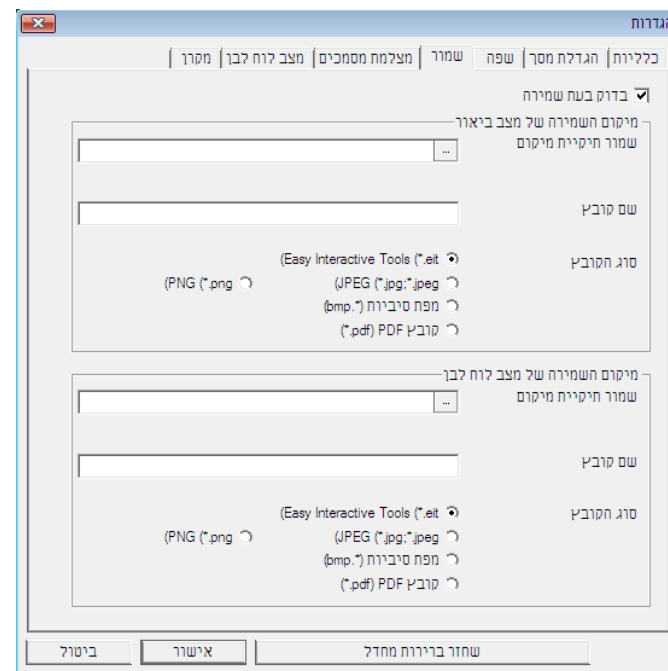 הגדרות
כלליות הגדלת מסך שפה שמור מצלמת מסמכים מצב לוח לבן מקרן
בדוק בעת שמירה
מיקום השמירה של מצב ביאור
שמור תיקיית מיקום
...
שם קובץ
סוג הקובץ
(Easy Interactive Tools (*.eit
(JPEG (*.jpg;*.jpeg
(PNG (*.png
מפת סיביות (*.bmp)
קובץ PDF (*.pdf)
מיקום השמירה של מצב לוח לבן
שמור תיקיית מיקום
...
שם קובץ
סוג הקובץ
(Easy Interactive Tools (*.eit
(JPEG (*.jpg;*.jpeg
(PNG (*.png
מפת סיביות (*.bmp)
קובץ PDF (*.pdf)
שחזר ברירות מחדל אישור ביטול